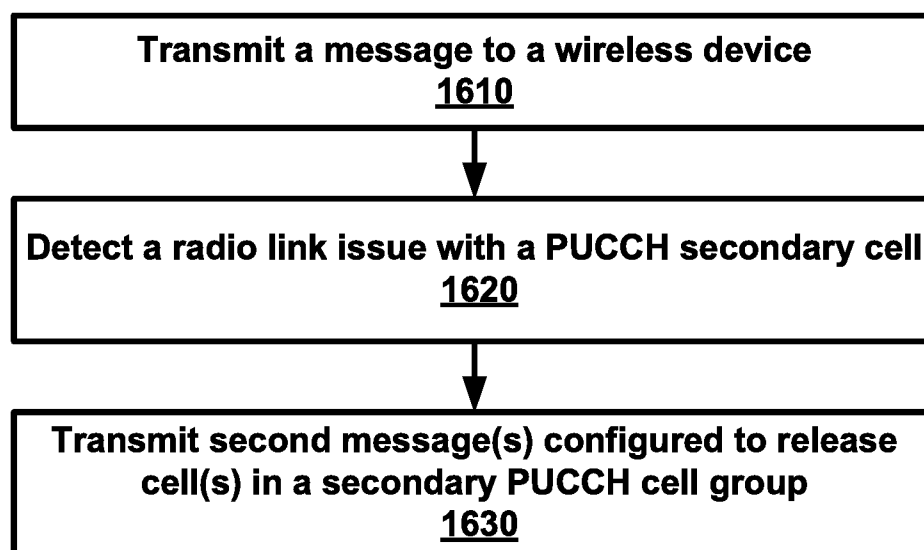 Transmit a message to a wireless device
1610
Detect a radio link issue with a PUCCH secondary cell
1620
Transmit second message(s) configured to release
cell(s) in a secondary PUCCH cell group
1630